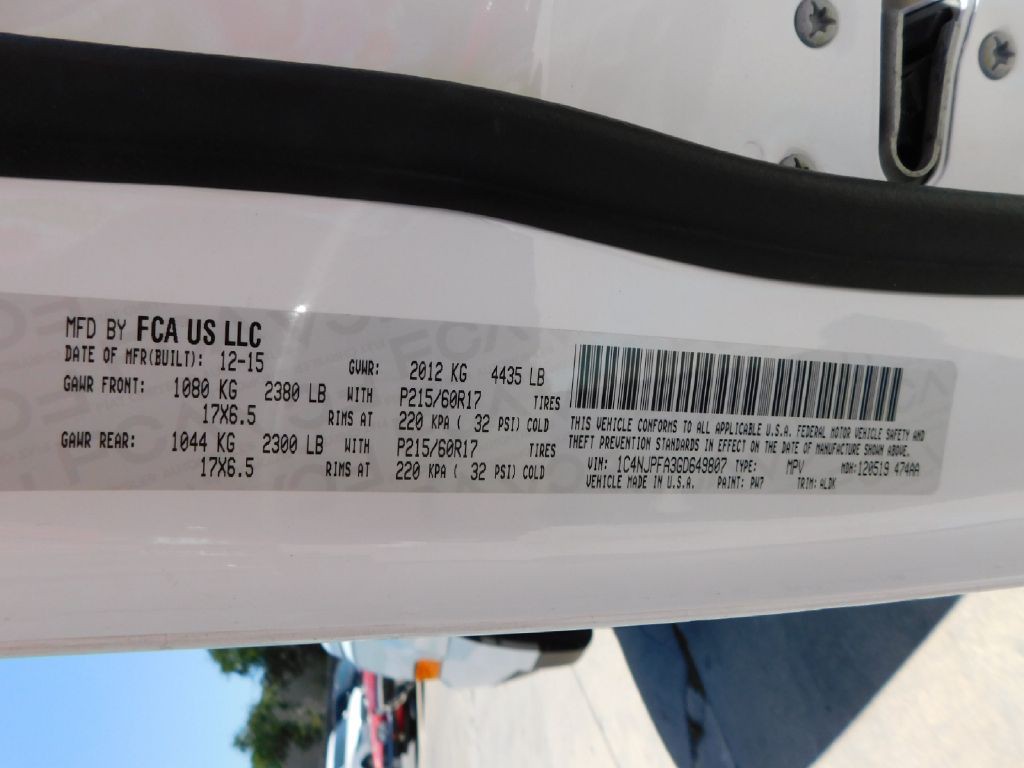 MFD BY FCA US LLC
DATE OF MFR(BUILT): 12-15 GVWR: 2012 KG 4435 LB
GAWR FRONT: 1080 KG 2380 LB WITH P215/60R17 TIRES
17X6.5 RIMS AT 220 KPA ( 32 PSI) COLD
GAWR REAR: 1044 KG 2300 LB WITH P215/60R17 TIRES
17X6.5 RIMS AT 220 KPA ( 32 PSI) COLD
THIS VEHICLE CONFORMS TO ALL APPLICABLE U.S.A. FEDERAL MOTOR VEHICLE SAFETY AND
THEFT PREVENTION STANDARDS IN EFFECT ON THE DATE OF MANUFACTURE SHOWN ABOVE.
VIN: 1C4NJPFA3GD649807 TYPE: MPV MDH: 120519 474AA
VEHICLE MADE IN U.S.A. PAINT: PW7 TRIM: ALDK